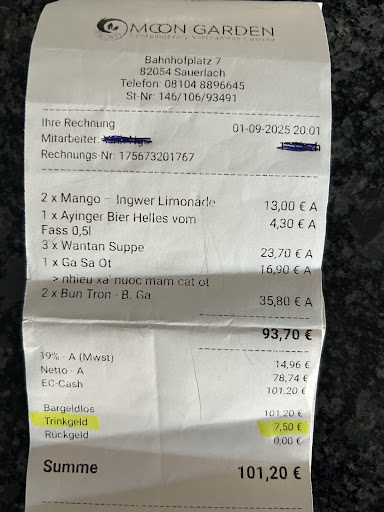 MOON GARDEN
Contemporary Vietnamese Cuisine
Bahnhofplatz 7
82054 Sauerlach
Telefon: 08104 8896645
St-Nr: 146/106/93491
Ihre Rechnung
01-09-2025 20:01
Mitarbeiter:
Rechnungs-Nr: 175673201767
2 x Mango - Ingwer Limonade 13,00 € A
1 x Ayinger Bier Helles vom 4,30 € A
Fass 0,5l
3 x Wantan Suppe 23,70 € A
1 x Ga Sa Ot 16,90 € A
> nhieu xa nuoc mam cat ot
2 x Bun Tron - B. Ga 35,80 € A
93,70 €
19% - A (Mwst) 14,96 €
Netto - A 78,74 €
EC-Cash 101,20 €
Bargeldlos 101,20 €
Trinkgeld 7,50 €
Rückgeld 0,00 €
Summe 101,20 €